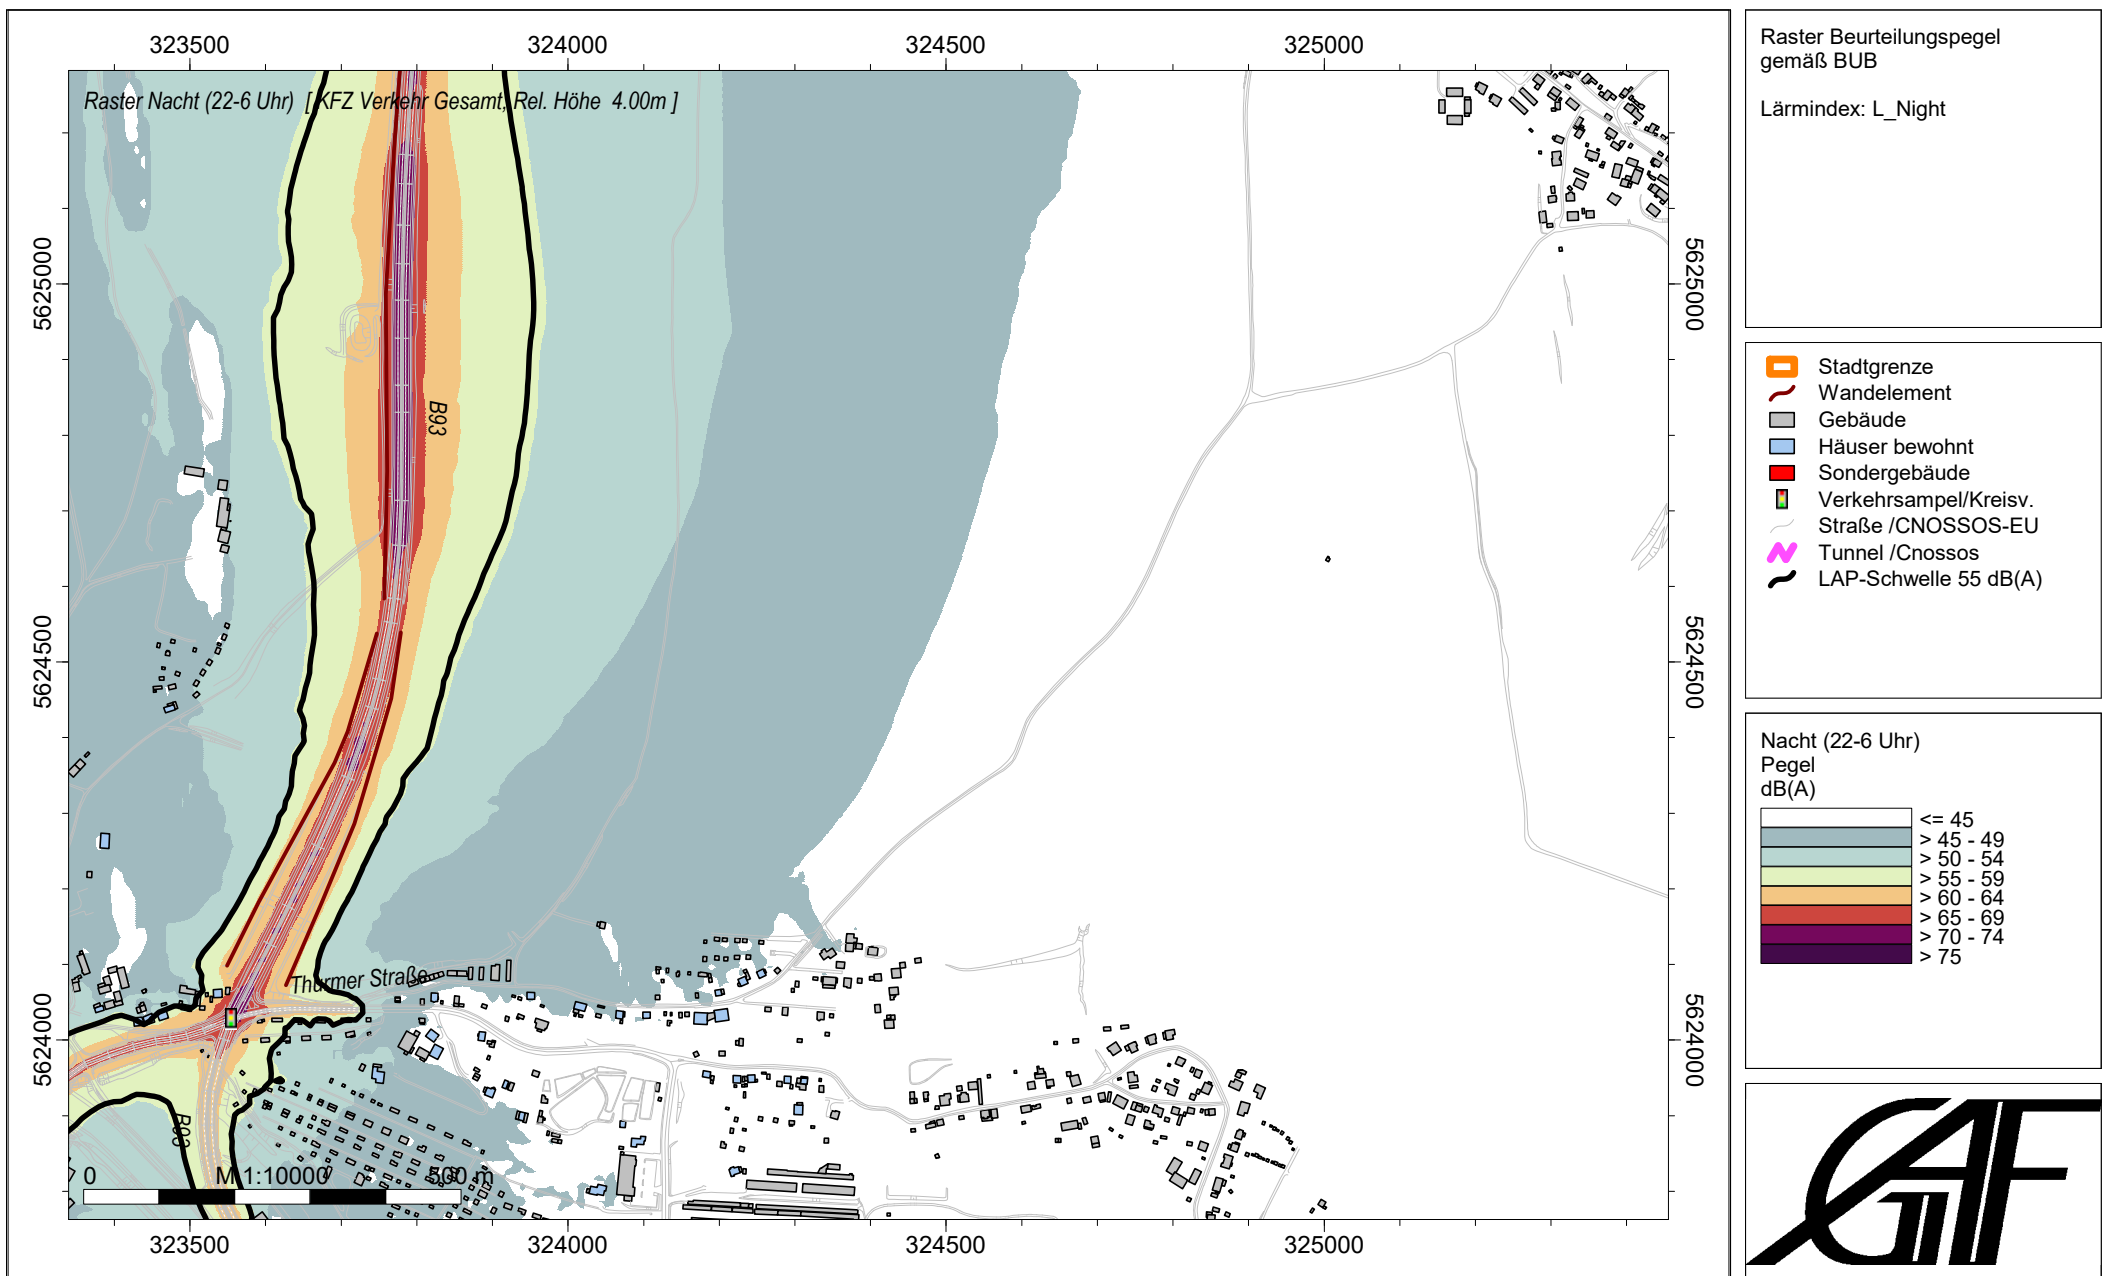 323500 324000 324500 325000
Raster Nacht (22-6 Uhr) [ KFZ Verkehr Gesamt, Rel. Höhe 4.00m ]
5625000
5624500
5624000
B93
Thurmer Straße
B93
0 M 1:10000 500 m
5625000
5624500
5624000
323500 324000 324500 325000
Raster Beurteilungspegel
gemäß BUB
Lärmindex: L_Night
Stadtgrenze
Wandelement
Gebäude
Häuser bewohnt
Sondergebäude
Verkehrsampel/Kreisv.
Straße /CNOSSOS-EU
Tunnel /Cnossos
LAP-Schwelle 55 dB(A)
Nacht (22-6 Uhr)
Pegel
dB(A)
<= 45
> 45 - 49
> 50 - 54
> 55 - 59
> 60 - 64
> 65 - 69
> 70 - 74
> 75
GAF